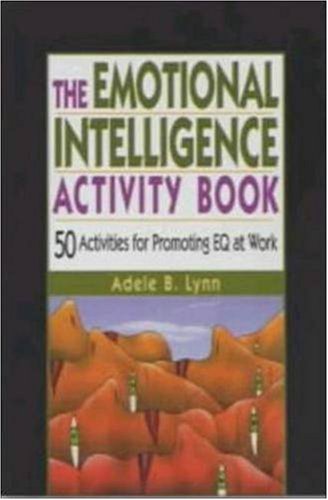 THE EMOTIONAL
INTELLIGENCE
ACTIVITY BOOK
50 Activities for Promoting EQ at Work
Adele B. Lynn